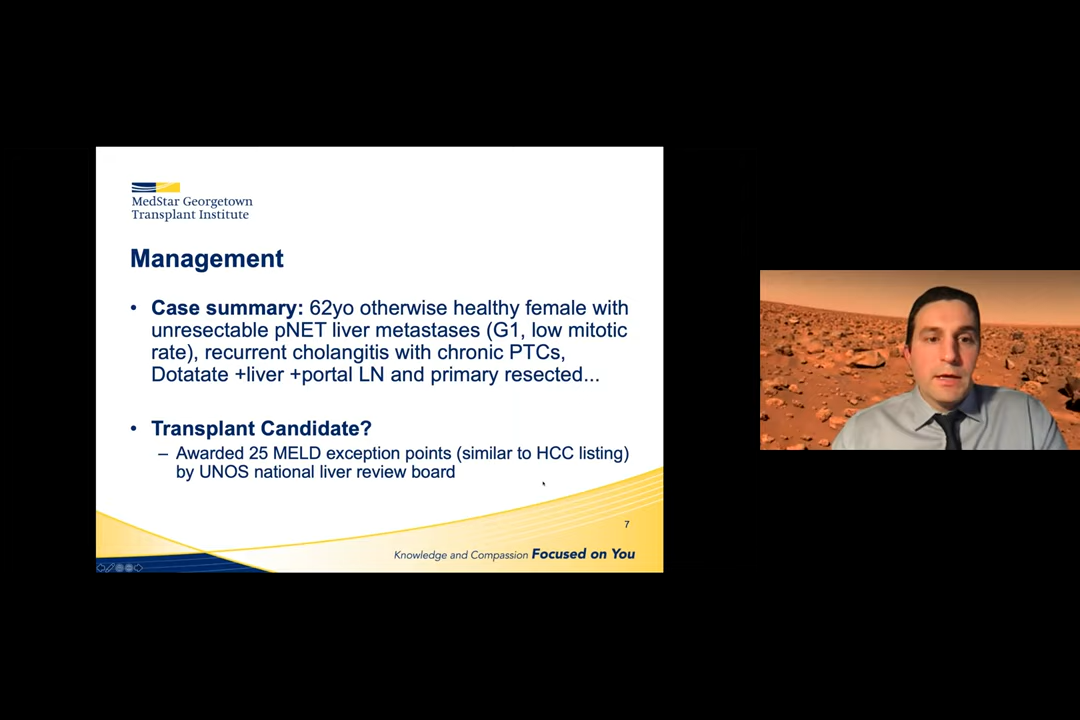 MedStar Georgetown
Transplant Institute
Management
• Case summary: 62yo otherwise healthy female with
unresectable pNET liver metastases (G1, low mitotic
rate), recurrent cholangitis with chronic PTCs,
Dotatate +liver +portal LN and primary resected...
• Transplant Candidate?
– Awarded 25 MELD exception points (similar to HCC listing)
by UNOS national liver review board
7
Knowledge and Compassion Focused on You